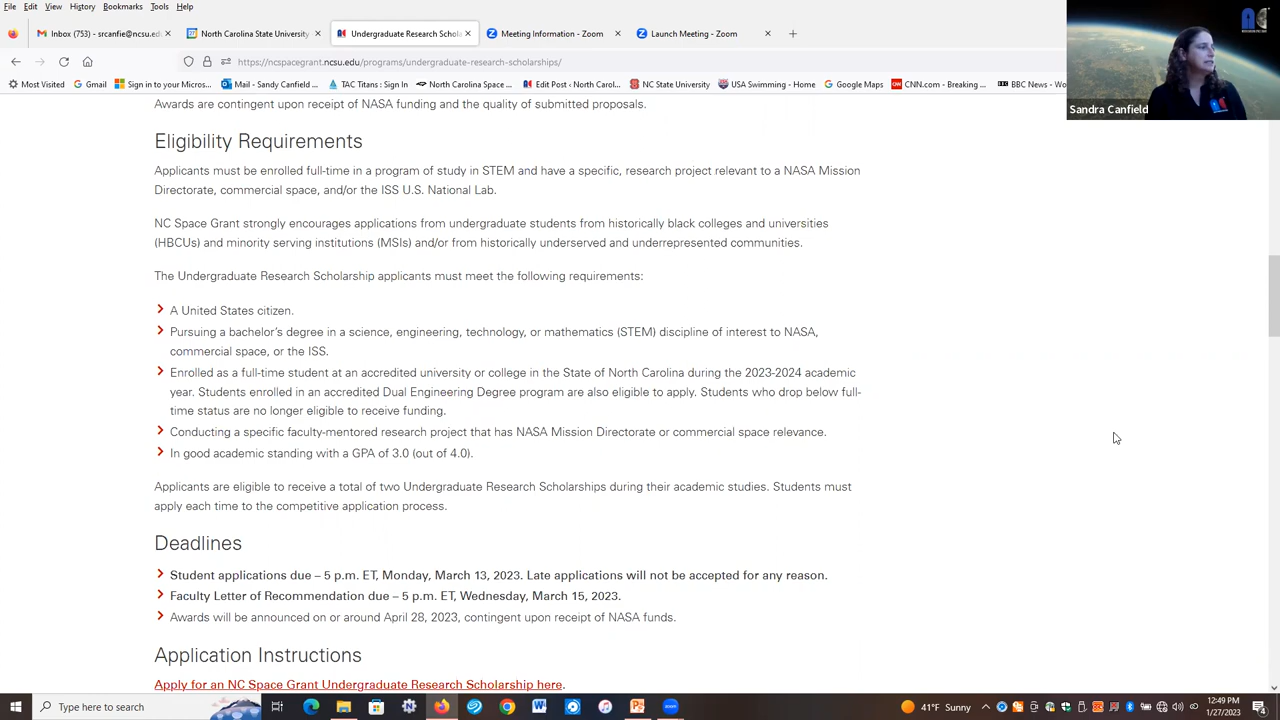 File Edit View History Bookmarks Tools Help
Inbox (753) - srcanfie@ncsu.ed
North Carolina State University
Undergraduate Research Schola
Meeting Information - Zoom
Launch Meeting - Zoom
https://ncspacegrant.ncsu.edu/programs/undergraduate-research-scholarships/
Most Visited Gmail Sign in to your Micros... Mail - Sandy Canfield ... TAC Titans : Sign In North Carolina Space ... Edit Post ‹ North Carol... NC State University USA Swimming - Home Google Maps CNN.com - Breaking ... BBC News - Wo
Sandra Canfield
Awards are contingent upon receipt of NASA funding and the quality of submitted proposals.
Eligibility Requirements
Applicants must be enrolled full-time in a program of study in STEM and have a specific, research project relevant to a NASA Mission
Directorate, commercial space, and/or the ISS U.S. National Lab.
NC Space Grant strongly encourages applications from undergraduate students from historically black colleges and universities
(HBCUs) and minority serving institutions (MSIs) and/or from historically underserved and underrepresented communities.
The Undergraduate Research Scholarship applicants must meet the following requirements:
A United States citizen.
Pursuing a bachelor's degree in a science, engineering, technology, or mathematics (STEM) discipline of interest to NASA,
commercial space, or the ISS.
Enrolled as a full-time student at an accredited university or college in the State of North Carolina during the 2023-2024 academic
year. Students enrolled in an accredited Dual Engineering Degree program are also eligible to apply. Students who drop below full-
time status are no longer eligible to receive funding.
Conducting a specific faculty-mentored research project that has NASA Mission Directorate or commercial space relevance.
In good academic standing with a GPA of 3.0 (out of 4.0).
Applicants are eligible to receive a total of two Undergraduate Research Scholarships during their academic studies. Students must
apply each time to the competitive application process.
Deadlines
Student applications due – 5 p.m. ET, Monday, March 13, 2023. Late applications will not be accepted for any reason.
Faculty Letter of Recommendation due – 5 p.m. ET, Wednesday, March 15, 2023.
Awards will be announced on or around April 28, 2023, contingent upon receipt of NASA funds.
Application Instructions
Apply for an NC Space Grant Undergraduate Research Scholarship here.
Type here to search
41°F Sunny
12:49 PM
1/27/2023